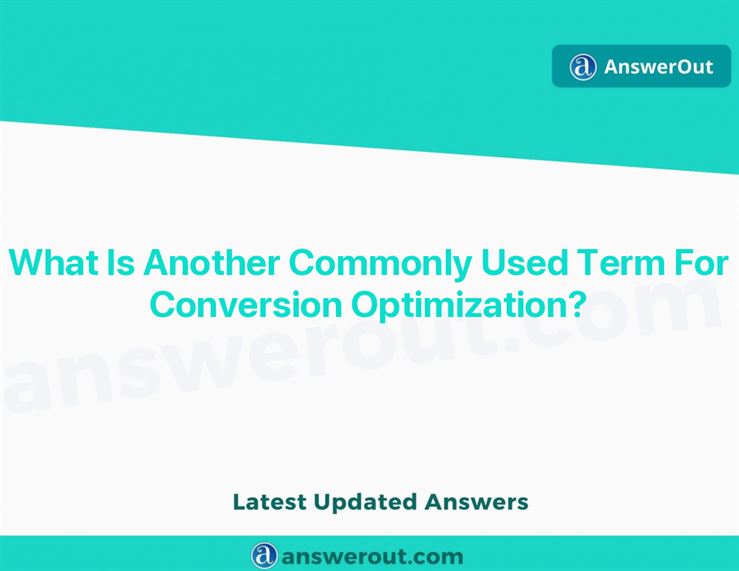 AnswerOut
What Is Another Commonly Used Term For
Conversion Optimization?
answerout.com
Latest Updated Answers
answerout.com